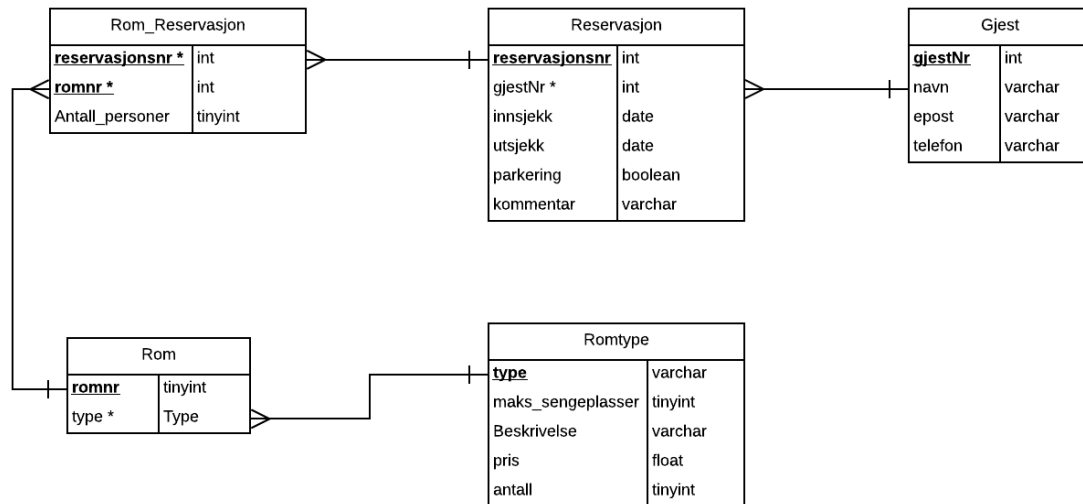 Rom_Reservasjon
reservasjonsnr * int
romnr * int
Antall_personer tinyint
Reservasjon
reservasjonsnr int
gjestNr * int
innsjekk date
utsjekk date
parkering boolean
kommentar varchar
Gjest
gjestNr int
navn varchar
epost varchar
telefon varchar
Rom
romnr tinyint
type * Type
Romtype
type varchar
maks_sengeplasser tinyint
Beskrivelse varchar
pris float
antall tinyint